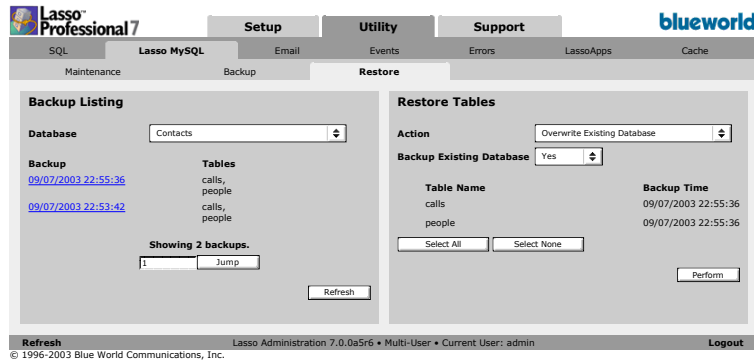 Lasso™
Professional 7
Setup Utility Support
blueworld
SQL Lasso MySQL Email Events Errors LassoApps Cache
Maintenance Backup Restore
Backup Listing
Database Contacts
Backup Tables
09/07/2003 22:55:36 calls,
people
09/07/2003 22:53:42 calls,
people
Showing 2 backups.
1 Jump
Refresh
Restore Tables
Action Overwrite Existing Database
Backup Existing Database Yes
Table Name Backup Time
calls 09/07/2003 22:55:36
people 09/07/2003 22:55:36
Select All Select None
Perform
Refresh Lasso Administration 7.0.0a5r6 • Multi-User • Current User: admin Logout
© 1996-2003 Blue World Communications, Inc.